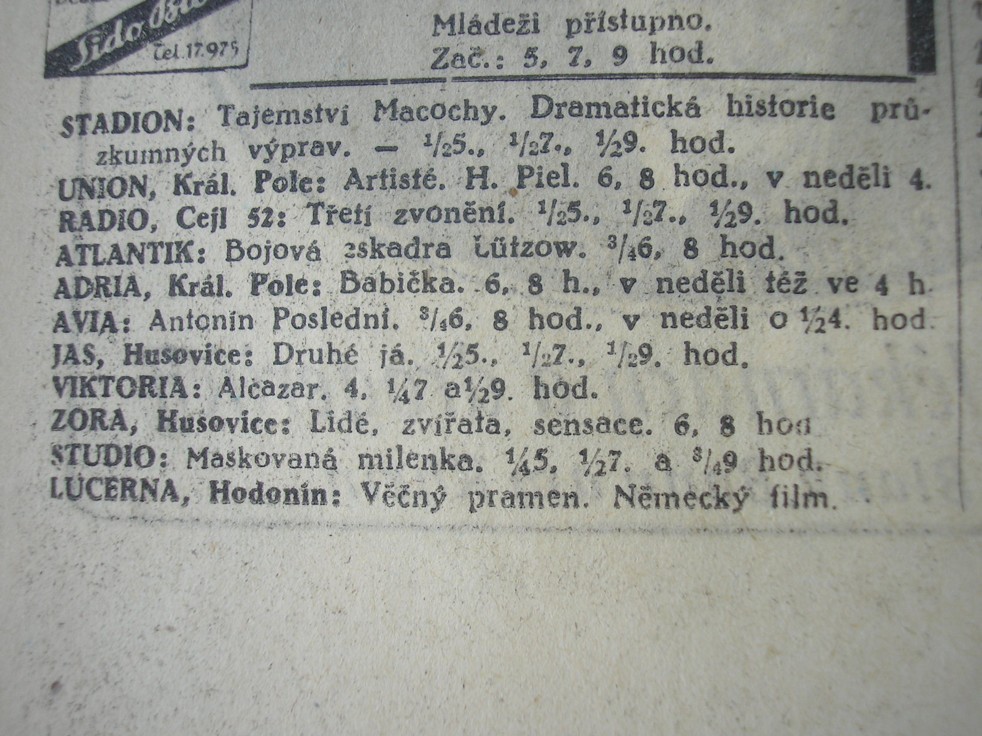 Tel. 17.975
Mládeži přístupno.
Zač.: 5, 7, 9 hod.
STADION: Tajemství Macochy. Dramatická historie prů-
zkumných výprav. — ½5., ½7., ½9. hod.
UNION, Král. Pole: Artisté. H. Piel. 6, 8 hod., v neděli 4.
RADIO, Cejl 52: Třetí zvonění. ½5., ½7., ½9. hod.
ATLANTIK: Bojová eskadra Lützow. ¾6, 8 hod.
ADRIA, Král. Pole: Babička. 6, 8 h., v neděli též ve 4 h.
AVIA: Antonín Poslední. ¾6, 8 hod., v neděli o ½4. hod.
JAS, Husovice: Druhé já. ½5., ½7., ½9. hod.
VIKTORIA: Alcazar. 4, ¼7 a ½9. hod.
ZORA, Husovice: Lidé, zvířata, sensace. 6, 8 hod
STUDIO: Maskovaná milenka. ¼5, ½7. a ¾9 hod.
LUCERNA, Hodonín: Věčný pramen. Německý film.